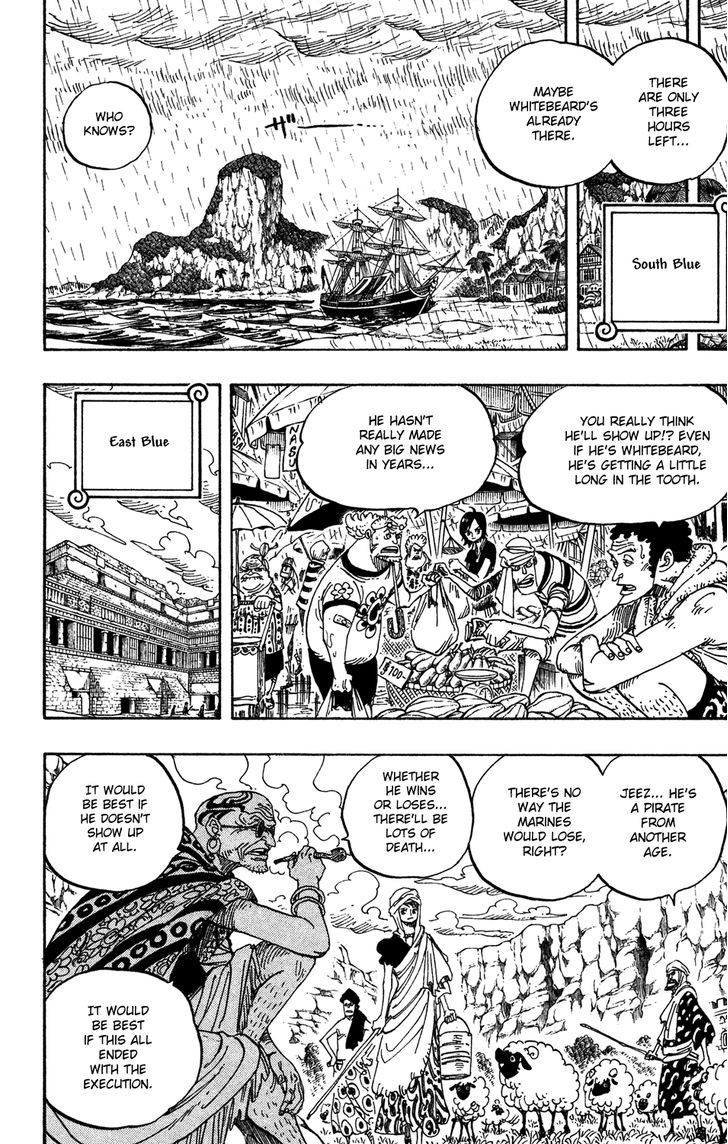 THERE
ARE ONLY
THREE
HOURS
LEFT...
MAYBE
WHITEBEARD'S
ALREADY
THERE.
South Blue
WHO
KNOWS?
YOU REALLY THINK
HE'LL SHOW UP!? EVEN
IF HE'S WHITEBEARD,
HE'S GETTING A LITTLE
LONG IN THE TOOTH.
HE HASN'T
REALLY MADE
ANY BIG NEWS
IN YEARS...
East Blue
JEEZ... HE'S
A PIRATE
FROM
ANOTHER
AGE.
THERE'S NO
WAY THE
MARINES
WOULD LOSE,
RIGHT?
WHETHER
HE WINS
OR LOSES...
THERE'LL BE
LOTS OF
DEATH...
IT WOULD
BE BEST IF
HE DOESN'T
SHOW UP
AT ALL.
IT WOULD
BE BEST
IF THIS ALL
ENDED
WITH THE
EXECUTION.